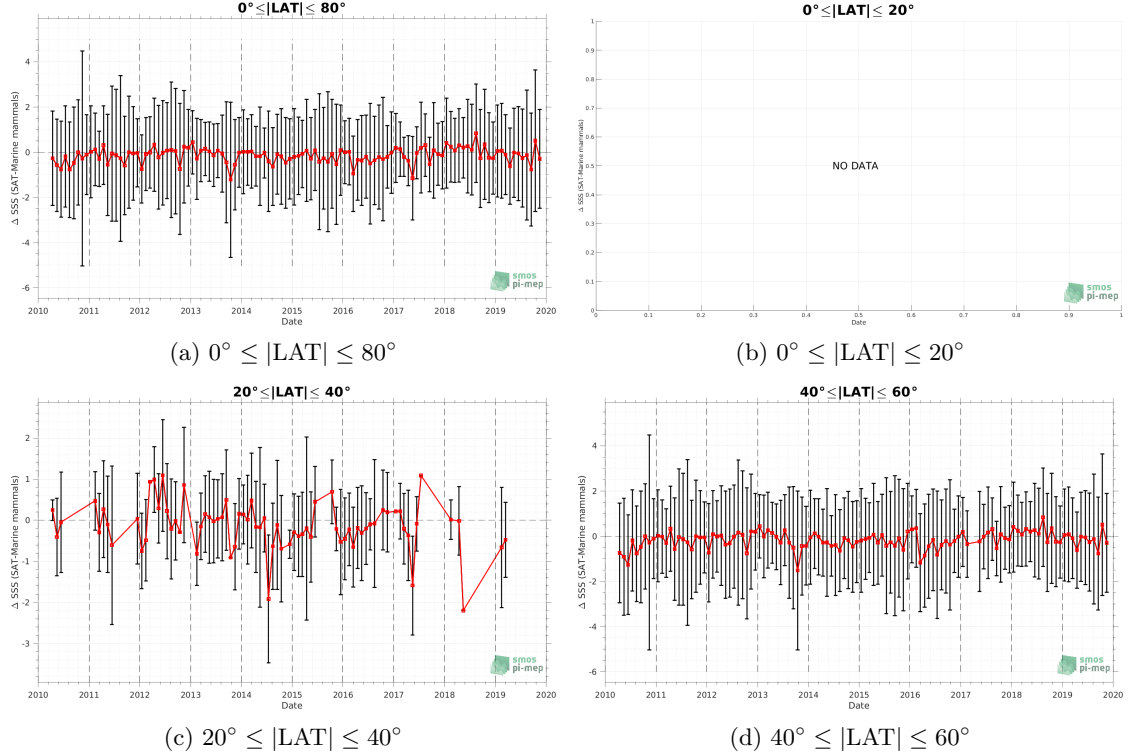 0°≤|LAT|≤ 80°
Δ SSS (SAT-Marine mammals)
4
2
0
-2
-4
-6
2010 2011 2012 2013 2014 2015 2016 2017 2018 2019 2020
Date
smos
pi-mep
(a) 0° ≤ |LAT| ≤ 80°
0°≤|LAT|≤ 20°
Δ SSS (SAT-Marine mammals)
1
0.9
0.8
0.7
0.6
0.5
0.4
0.3
0.2
0.1
0
NO DATA
0 0.1 0.2 0.3 0.4 0.5 0.6 0.7 0.8 0.9 1
Date
smos
pi-mep
(b) 0° ≤ |LAT| ≤ 20°
20°≤|LAT|≤ 40°
Δ SSS (SAT-Marine mammals)
2
1
0
-1
-2
-3
2010 2011 2012 2013 2014 2015 2016 2017 2018 2019 2020
Date
smos
pi-mep
(c) 20° ≤ |LAT| ≤ 40°
40°≤|LAT|≤ 60°
Δ SSS (SAT-Marine mammals)
4
2
0
-2
-4
-6
2010 2011 2012 2013 2014 2015 2016 2017 2018 2019 2020
Date
smos
pi-mep
(d) 40° ≤ |LAT| ≤ 60°